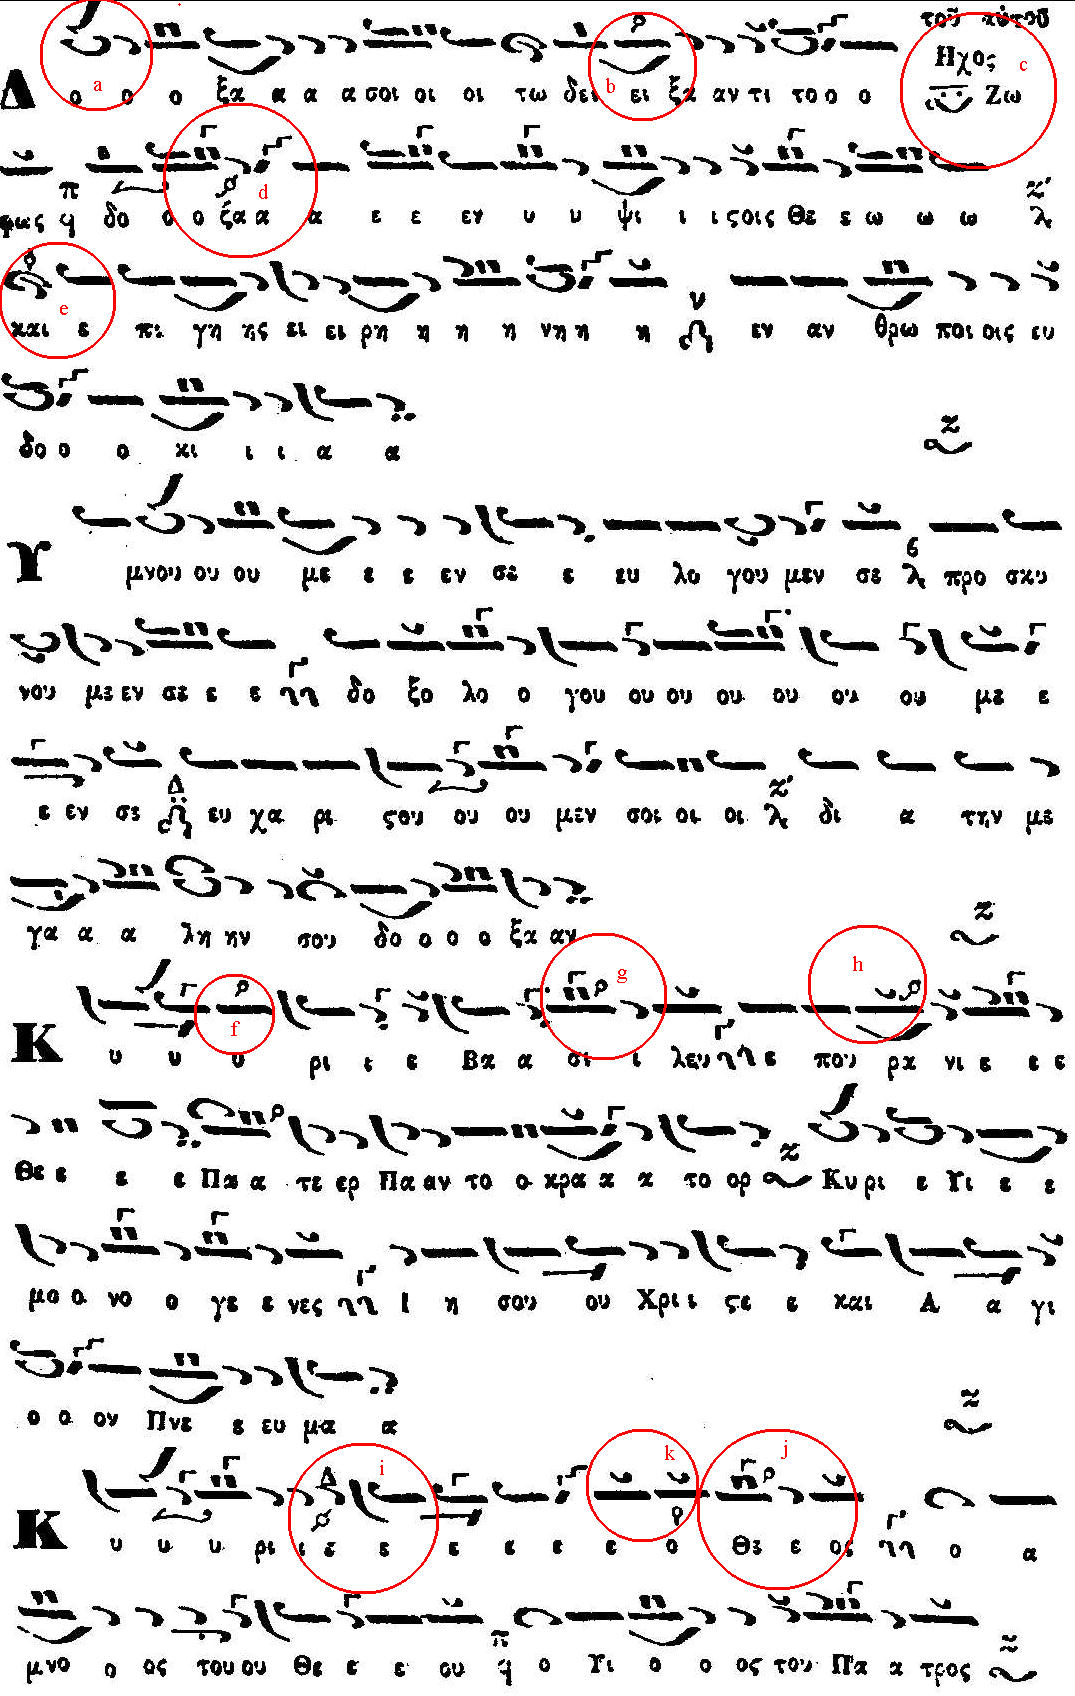 τοῦ αὐτοῦ
Ηχος
Ζω
a b c
Δ ο ο ο ξα α α α σοι οι οι τω δει ει ξα αν τι το ο ο
π d ζ′
φως ϥ δο ο ο ξα α α ε ε εν υ υ ψι ι ι ςοις Θε ε ω ω ω λ
e ν
και ε πι γη ης ει ει ρη η η η νη η η εν αν θρω ποι οις ευ
δο ο ο κι ι ι α α ζ
Υ μνου ου ου με ε ε εν σε ε ευ λο γου μεν σε λ προ σκυ
νου με εν σε ε ε Γ′ δο ξο λο ο γου ου ου ου ου ου ου με ε
Δ ζ′
ε εν σε ευ χα ρι ςου ου ου μεν σοι οι οι λ δι α την με
γα α α λη ην σου δο ο ο ο ξα αν ζ
f g h
Κ υ υ υ ρι ι ε Βα α σι ι λευ Γ′ ε που ρα νι ε ε ε
Θε ε ε ε Πα α τε ερ Πα αν το ο κρα α α το ορ ζ Κυ ρι ε Υι ε ε
μο ο νο ο γε ε νες Γ′ Ι η σου ου Χρι ι ςε ε και Α α γι
ο ο ον Πνε ε ευ μα α ζ
i k j
Δ
Κ υ υ υ ρι ι ε ε ε ε ε ε ο Θε ε ος Γ′ ο α
μνο ο ος του ου Θε ε ε ου π ϥ ο Υι ο ο ος του Πα α τρος ζ